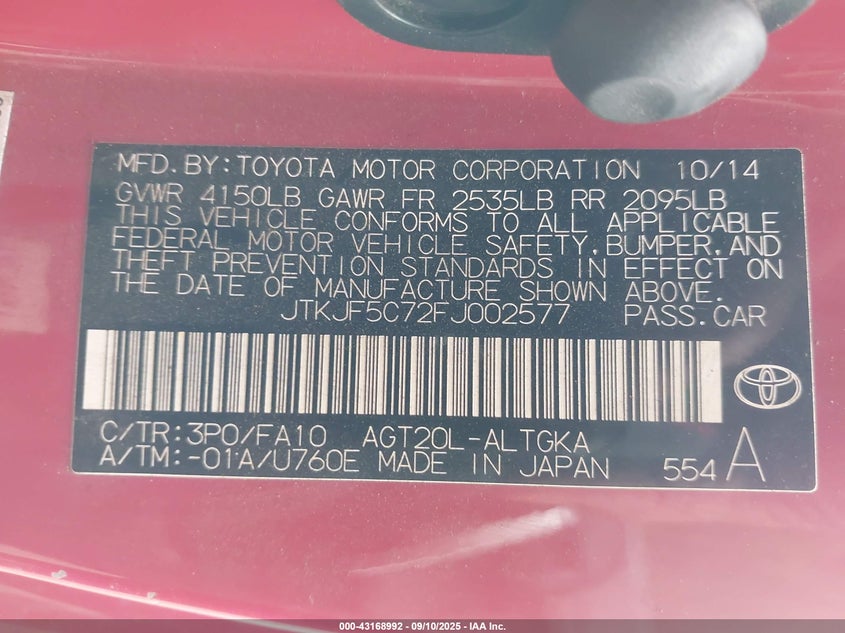 MFD.BY:TOYOTA MOTOR CORPORATION 10/14
GVWR 4150LB GAWR FR 2535LB RR 2095LB
THIS VEHICLE CONFORMS TO ALL APPLICABLE
FEDERAL MOTOR VEHICLE SAFETY,BUMPER,AND
THEFT PREVENTION STANDARDS IN EFFECT ON
THE DATE OF MANUFACTURE SHOWN ABOVE.
JTKJF5C72FJ002577 PASS.CAR
C/TR:3P0/FA10 AGT20L-ALTGKA
A/TM:-01A/U760E MADE IN JAPAN 554 A
000-43168992 - 09/10/2025 - IAA Inc.